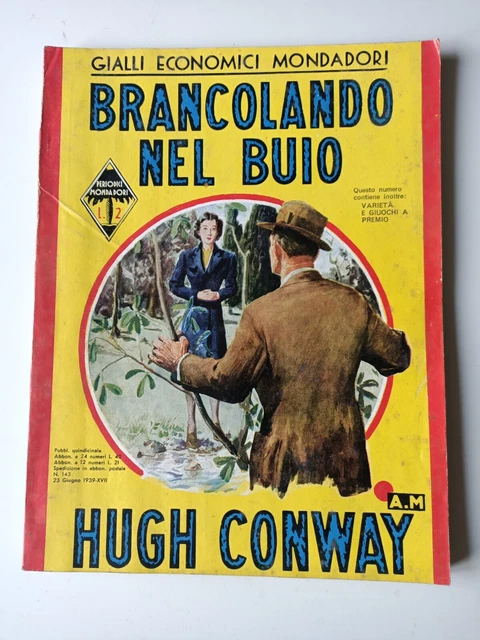 GIALLI ECONOMICI MONDADORI
BRANCOLANDO
NEL BUIO
PERIODICI
MONDADORI
L. 2
Questo numero
contiene inoltre:
VARIETÀ
E GIUOCHI A
PREMIO
Pubbl. quindicinale
Abbon. a 24 numeri L. 40
Abbon. a 12 numeri L. 21
Spedizione in abbon. postale
N. 143
23 Giugno 1939-XVII
A.M
HUGH CONWAY